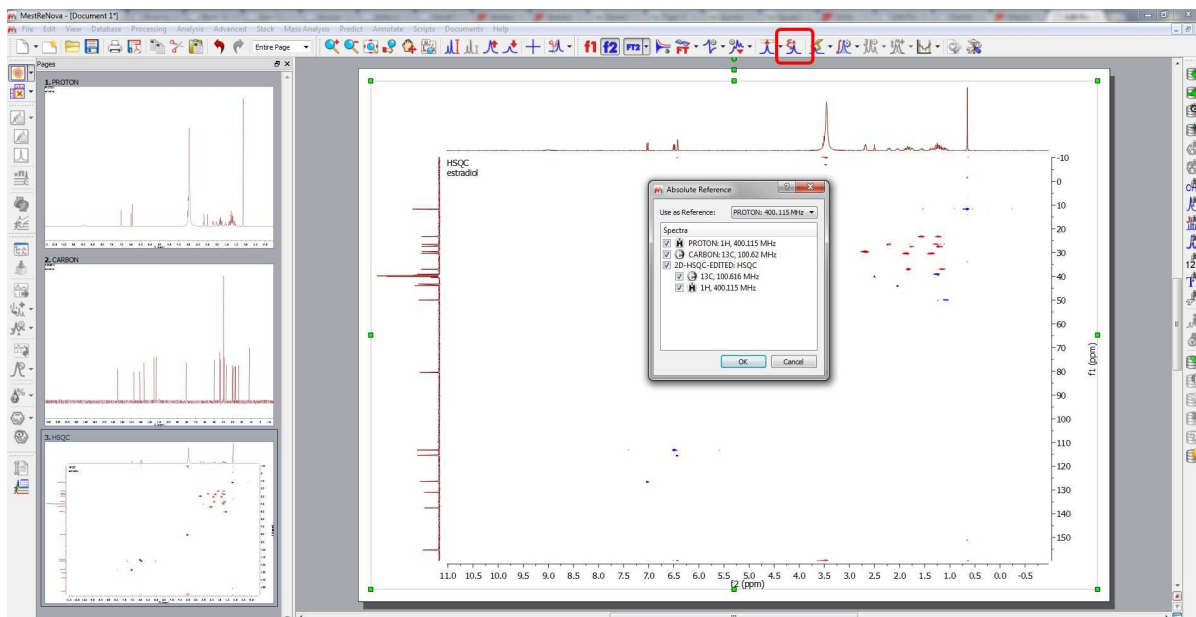 MestReNova - [Document 1*]
File Edit View Database Processing Analysis Advanced Stack Mass Analysis Predict Annotate Scripts Documents Help
Entire Page
f1 f2 FT2
Pages
1. PROTON
2. CARBON
3. HSQC
HSQC
estradiol
Absolute Reference
Use as Reference: PROTON: 400.115 MHz
Spectra
PROTON: 1H, 400.115 MHz
CARBON: 13C, 100.62 MHz
2D-HSQC-EDITED: HSQC
13C, 100.616 MHz
1H, 400.115 MHz
OK Cancel
-10
0
10
20
30
40
50
60
70
80
90
100
110
120
130
140
150
f1 (ppm)
11.0 10.5 10.0 9.5 9.0 8.5 8.0 7.5 7.0 6.5 6.0 5.5 5.0 4.5 4.0 3.5 3.0 2.5 2.0 1.5 1.0 0.5 0.0 -0.5
f2 (ppm)